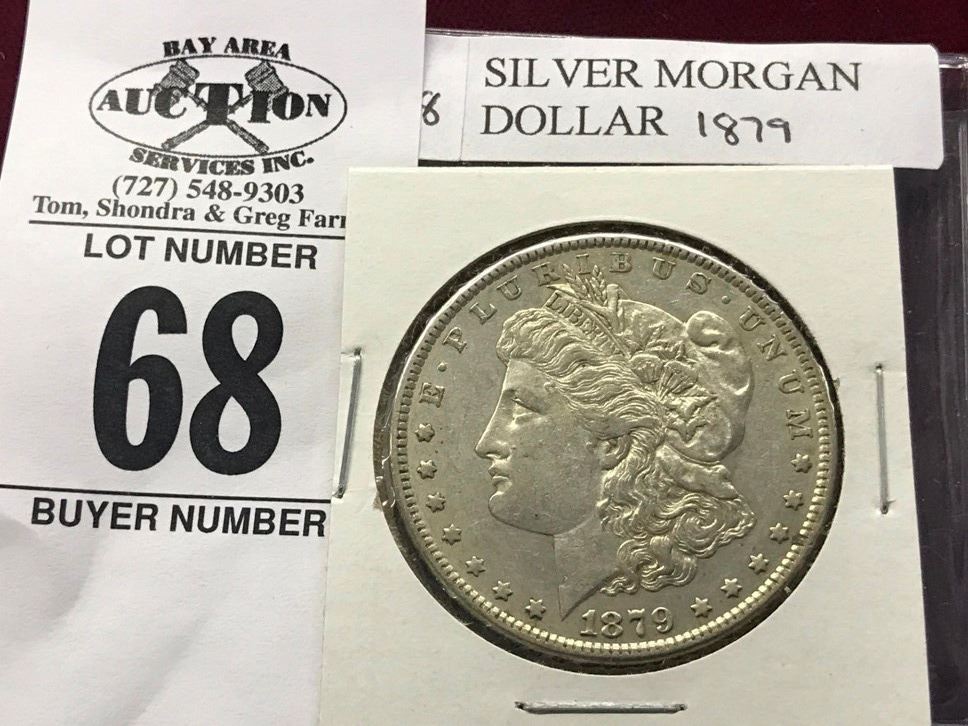 BAY AREA
AUCTION
SERVICES INC.
(727) 548-9303
Tom, Shondra & Greg
LOT NUMBER
68
BUYER NUMBER
8
SILVER MORGAN
DOLLAR 1879
E · PLURIBUS · UNUM
LIBERTY
1879